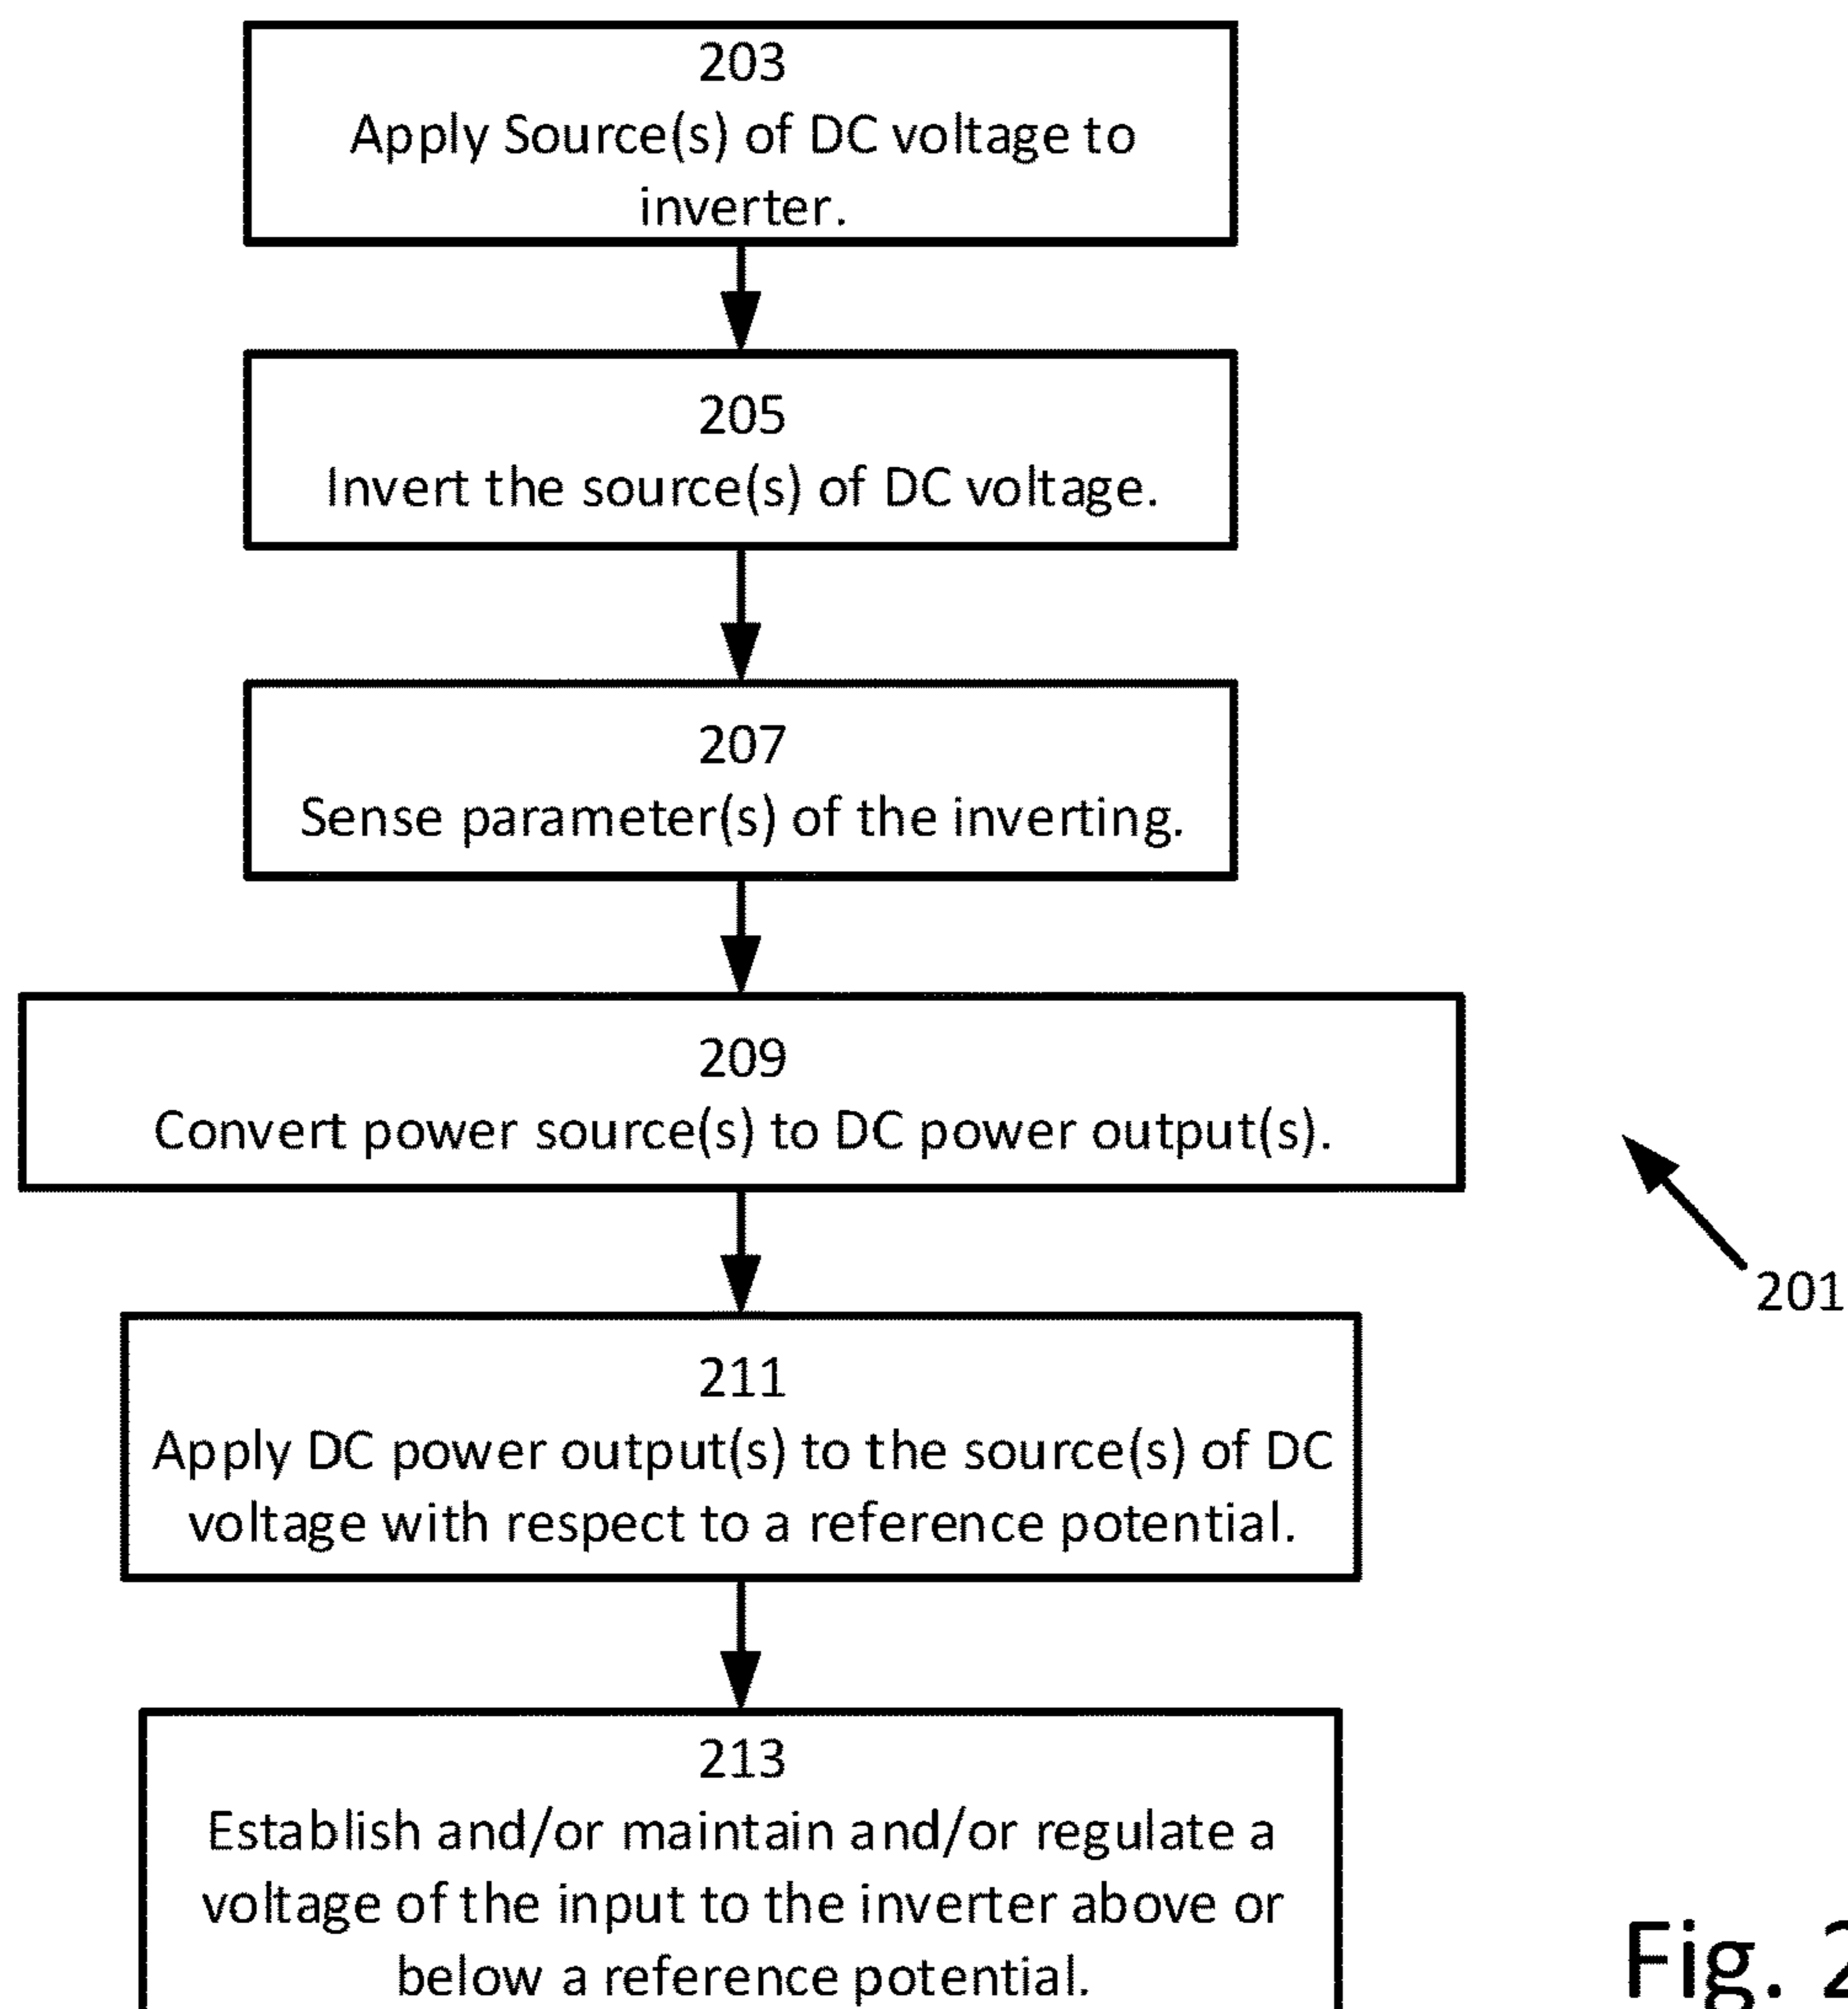 203
Apply Source(s) of DC voltage to
inverter.
205
Invert the source(s) of DC voltage.
207
Sense parameter(s) of the inverting.
209
Convert power source(s) to DC power output(s).
201
211
Apply DC power output(s) to the source(s) of DC
voltage with respect to a reference potential.
213
Establish and/or maintain and/or regulate a
voltage of the input to the inverter above or
below a reference potential.
Fig. 2